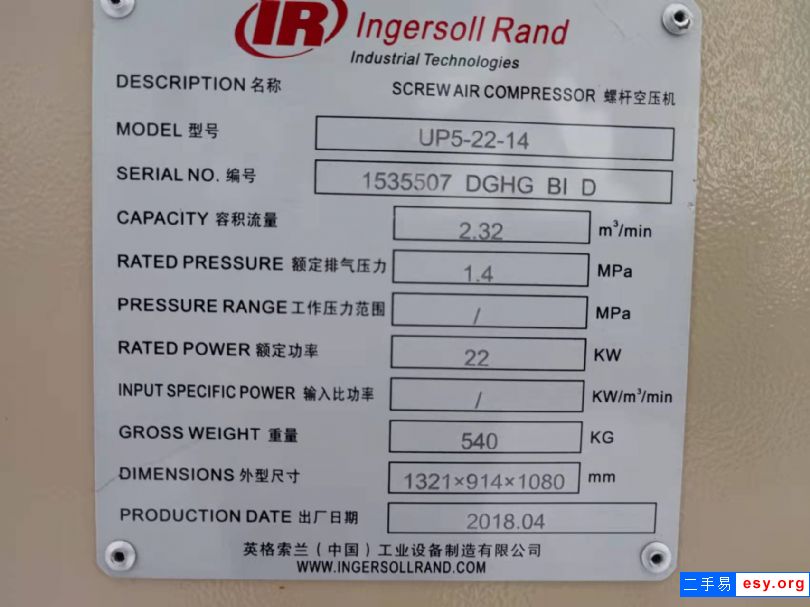 IR Ingersoll Rand
Industrial Technologies
DESCRIPTION 名称 SCREW AIR COMPRESSOR 螺杆空压机
MODEL 型号 UP5-22-14
SERIAL NO. 编号 1535507 DGHG BI D
CAPACITY 容积流量 2.32 m³/min
RATED PRESSURE 额定排气压力 1.4 MPa
PRESSURE RANGE 工作压力范围 / MPa
RATED POWER 额定功率 22 KW
INPUT SPECIFIC POWER 输入比功率 / KW/m³/min
GROSS WEIGHT 重量 540 KG
DIMENSIONS 外型尺寸 1321×914×1080 mm
PRODUCTION DATE 出厂日期 2018.04
英格索兰（中国）工业设备制造有限公司
WWW.INGERSOLLRAND.COM
二手易 esy.org